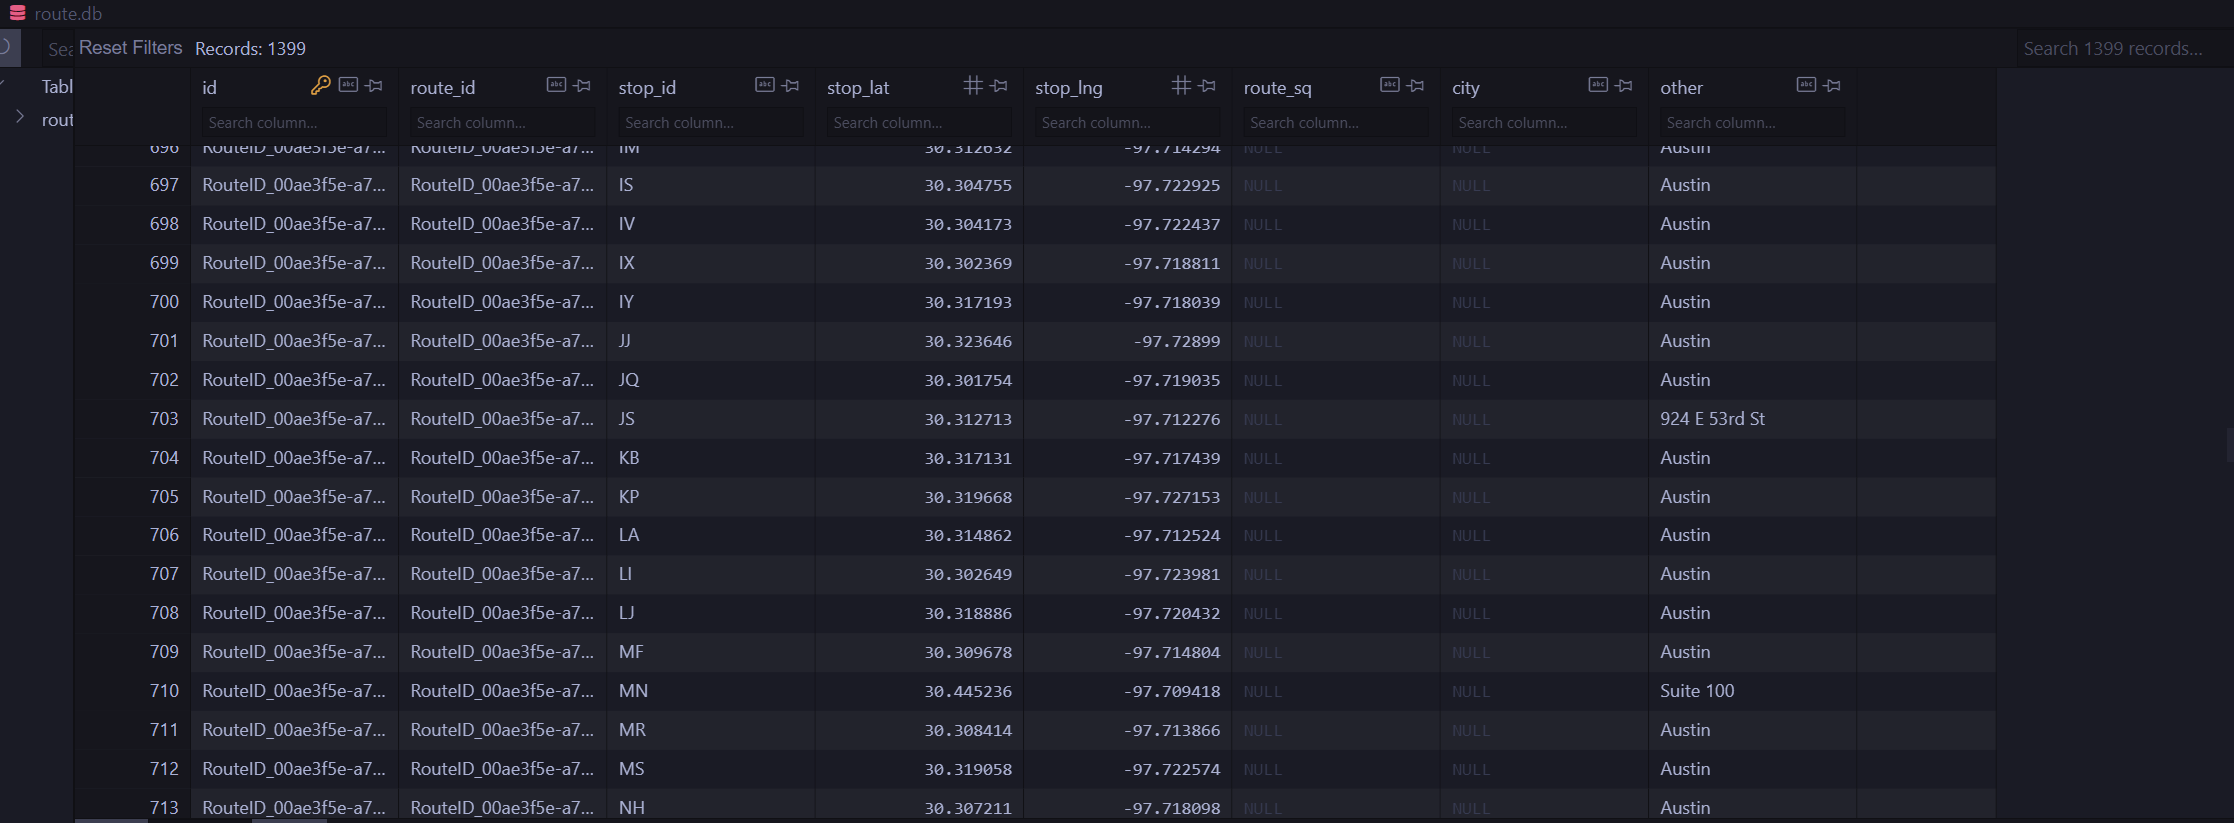 route.db
Sea Reset Filters Records: 1399 Search 1399 records...
Tabl id route_id stop_id stop_lat stop_lng route_sq city other
rout Search column... Search column... Search column... Search column... Search column... Search column... Search column... Search column...
696 RouteID_00ae3f5e-a7... RouteID_00ae3f5e-a7... IM 30.312632 -97.714294 NULL NULL Austin
697 RouteID_00ae3f5e-a7... RouteID_00ae3f5e-a7... IS 30.304755 -97.722925 NULL NULL Austin
698 RouteID_00ae3f5e-a7... RouteID_00ae3f5e-a7... IV 30.304173 -97.722437 NULL NULL Austin
699 RouteID_00ae3f5e-a7... RouteID_00ae3f5e-a7... IX 30.302369 -97.718811 NULL NULL Austin
700 RouteID_00ae3f5e-a7... RouteID_00ae3f5e-a7... IY 30.317193 -97.718039 NULL NULL Austin
701 RouteID_00ae3f5e-a7... RouteID_00ae3f5e-a7... JJ 30.323646 -97.72899 NULL NULL Austin
702 RouteID_00ae3f5e-a7... RouteID_00ae3f5e-a7... JQ 30.301754 -97.719035 NULL NULL Austin
703 RouteID_00ae3f5e-a7... RouteID_00ae3f5e-a7... JS 30.312713 -97.712276 NULL NULL 924 E 53rd St
704 RouteID_00ae3f5e-a7... RouteID_00ae3f5e-a7... KB 30.317131 -97.717439 NULL NULL Austin
705 RouteID_00ae3f5e-a7... RouteID_00ae3f5e-a7... KP 30.319668 -97.727153 NULL NULL Austin
706 RouteID_00ae3f5e-a7... RouteID_00ae3f5e-a7... LA 30.314862 -97.712524 NULL NULL Austin
707 RouteID_00ae3f5e-a7... RouteID_00ae3f5e-a7... LI 30.302649 -97.723981 NULL NULL Austin
708 RouteID_00ae3f5e-a7... RouteID_00ae3f5e-a7... LJ 30.318886 -97.720432 NULL NULL Austin
709 RouteID_00ae3f5e-a7... RouteID_00ae3f5e-a7... MF 30.309678 -97.714804 NULL NULL Austin
710 RouteID_00ae3f5e-a7... RouteID_00ae3f5e-a7... MN 30.445236 -97.709418 NULL NULL Suite 100
711 RouteID_00ae3f5e-a7... RouteID_00ae3f5e-a7... MR 30.308414 -97.713866 NULL NULL Austin
712 RouteID_00ae3f5e-a7... RouteID_00ae3f5e-a7... MS 30.319058 -97.722574 NULL NULL Austin
713 RouteID_00ae3f5e-a7... RouteID_00ae3f5e-a7... NH 30.307211 -97.718098 NULL NULL Austin